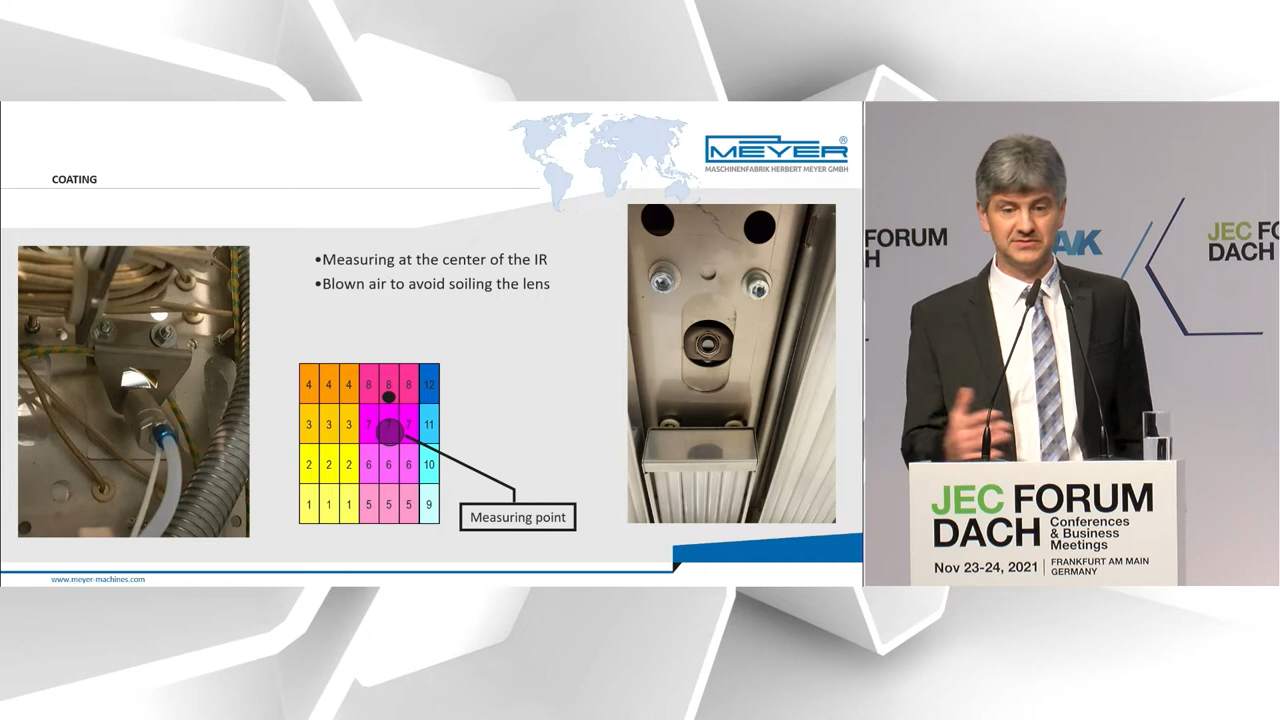 COATING
MEYER®
MASCHINENFABRIK HERBERT MEYER GMBH
•Measuring at the center of the IR
•Blown air to avoid soiling the lens
4 4 4 8 8 8 12
3 3 3 7 7 7 11
2 2 2 6 6 6 10
1 1 1 5 5 5 9
Measuring point
www.meyer-machines.com
FORUM
H
AVK
JEC FO
DACH
JEC FORUM
DACH Conferences
& Business
Meetings
Nov 23-24, 2021 | FRANKFURT AM MAIN
GERMANY